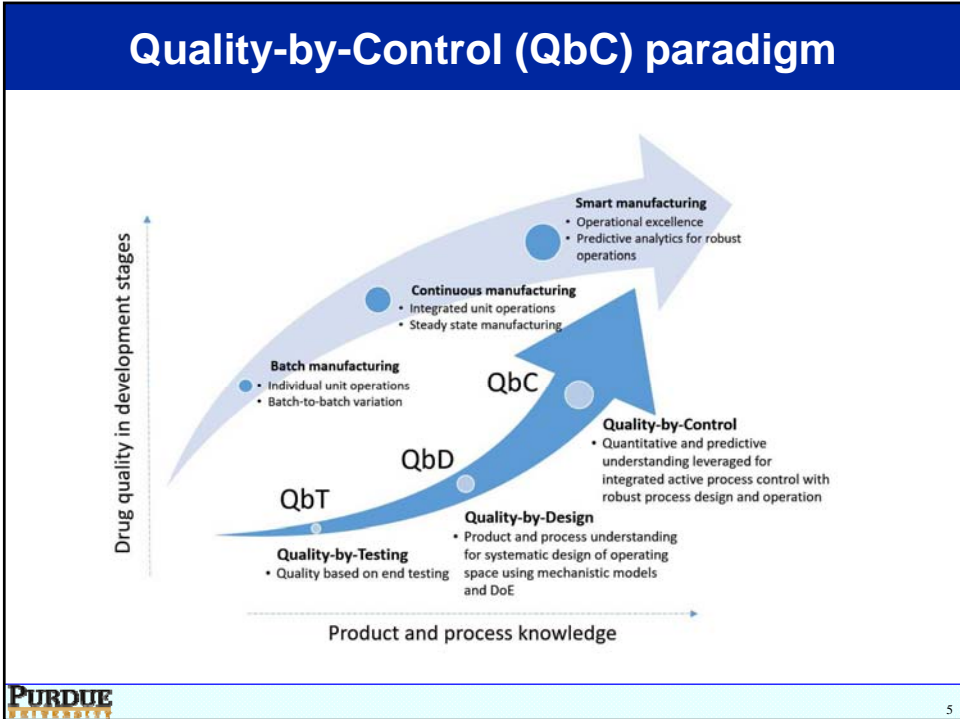 Quality-by-Control (QbC) paradigm
Drug quality in development stages
Smart manufacturing
• Operational excellence
• Predictive analytics for robust
operations
Continuous manufacturing
• Integrated unit operations
• Steady state manufacturing
Batch manufacturing
• Individual unit operations
• Batch-to-batch variation
QbC
Quality-by-Control
• Quantitative and predictive
understanding leveraged for
integrated active process control with
robust process design and operation
QbD
Quality-by-Design
• Product and process understanding
for systematic design of operating
space using mechanistic models
and DoE
QbT
Quality-by-Testing
• Quality based on end testing
Product and process knowledge
PURDUE
UNIVERSITY
5